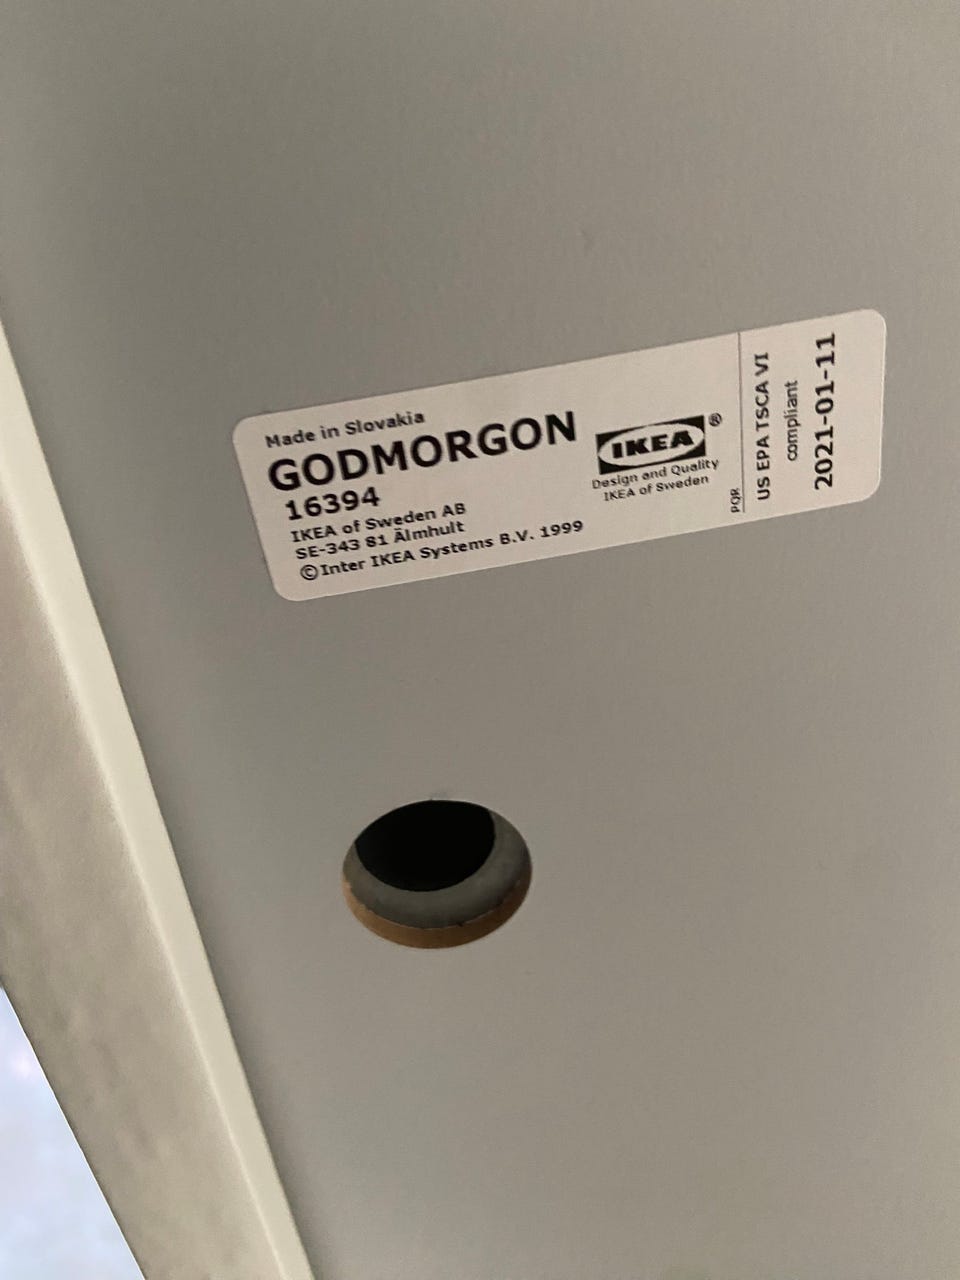 Made in Slovakia
GODMORGON
16394
IKEA of Sweden AB
SE-343 81 Älmhult
©Inter IKEA Systems B.V. 1999
IKEA®
Design and Quality
IKEA of Sweden
PQR
US EPA TSCA VI
compliant
2021-01-11